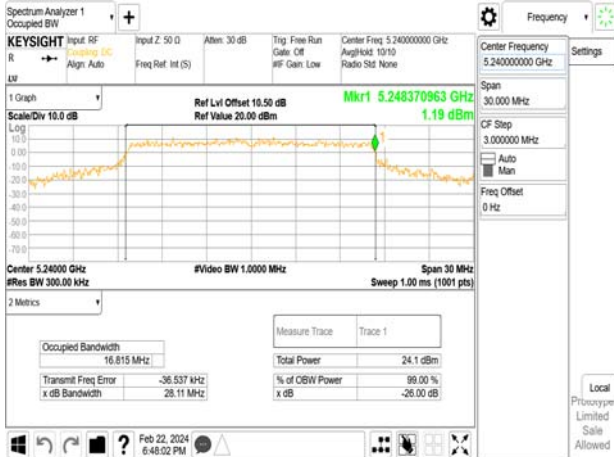 Spectrum Analyzer 1
Occupied BW
+
Frequency
KEYSIGHT
R
LXI
Input: RF
Coupling: DC
Align: Auto
Input Z: 50 Ω
Freq Ref: Int (S)
Atten: 30 dB
Trig: Free Run
Gate: Off
#IF Gain: Low
Center Freq: 5.240000000 GHz
Avg|Hold: 10/10
Radio Std: None
Center Frequency
5.240000000 GHz
Settings
Span
30.000 MHz
CF Step
3.000000 MHz
Auto
Man
Freq Offset
0 Hz
1 Graph
Scale/Div 10.0 dB
Ref Lvl Offset 10.50 dB
Ref Value 20.00 dBm
Mkr1 5.248370963 GHz
1.19 dBm
Log
10.0
0.00
-10.0
-20.0
-30.0
-40.0
-50.0
-60.0
-70.0
1
Center 5.24000 GHz
#Res BW 300.00 kHz
#Video BW 1.0000 MHz
Span 30 MHz
Sweep 1.00 ms (1001 pts)
2 Metrics
Measure Trace Trace 1
Occupied Bandwidth
16.815 MHz
Total Power 24.1 dBm
Transmit Freq Error -36.537 kHz
% of OBW Power 99.00 %
x dB Bandwidth 28.11 MHz
x dB -26.00 dB
Local
Prototype
Limited
Sale
Allowed
?
Feb 22, 2024
6:48:02 PM